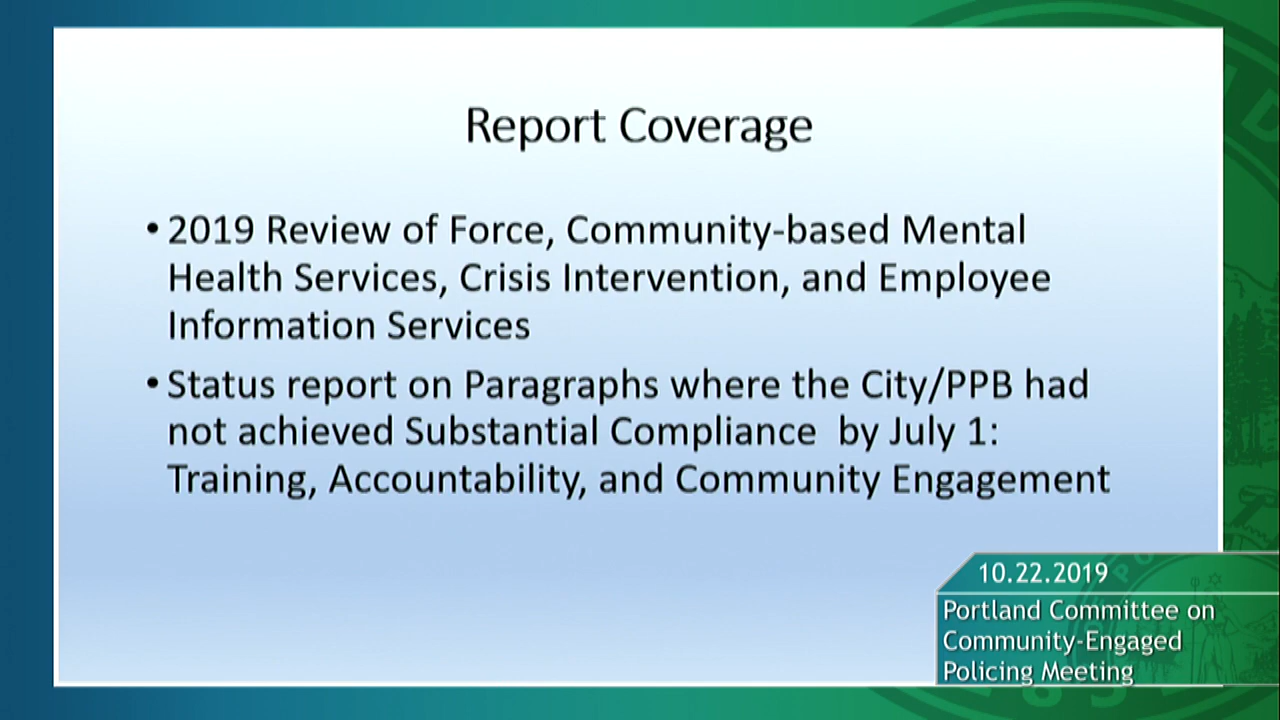 Report Coverage
• 2019 Review of Force, Community-based Mental
Health Services, Crisis Intervention, and Employee
Information Services
• Status report on Paragraphs where the City/PPB had
not achieved Substantial Compliance by July 1:
Training, Accountability, and Community Engagement
10.22.2019
Portland Committee on
Community-Engaged
Policing Meeting